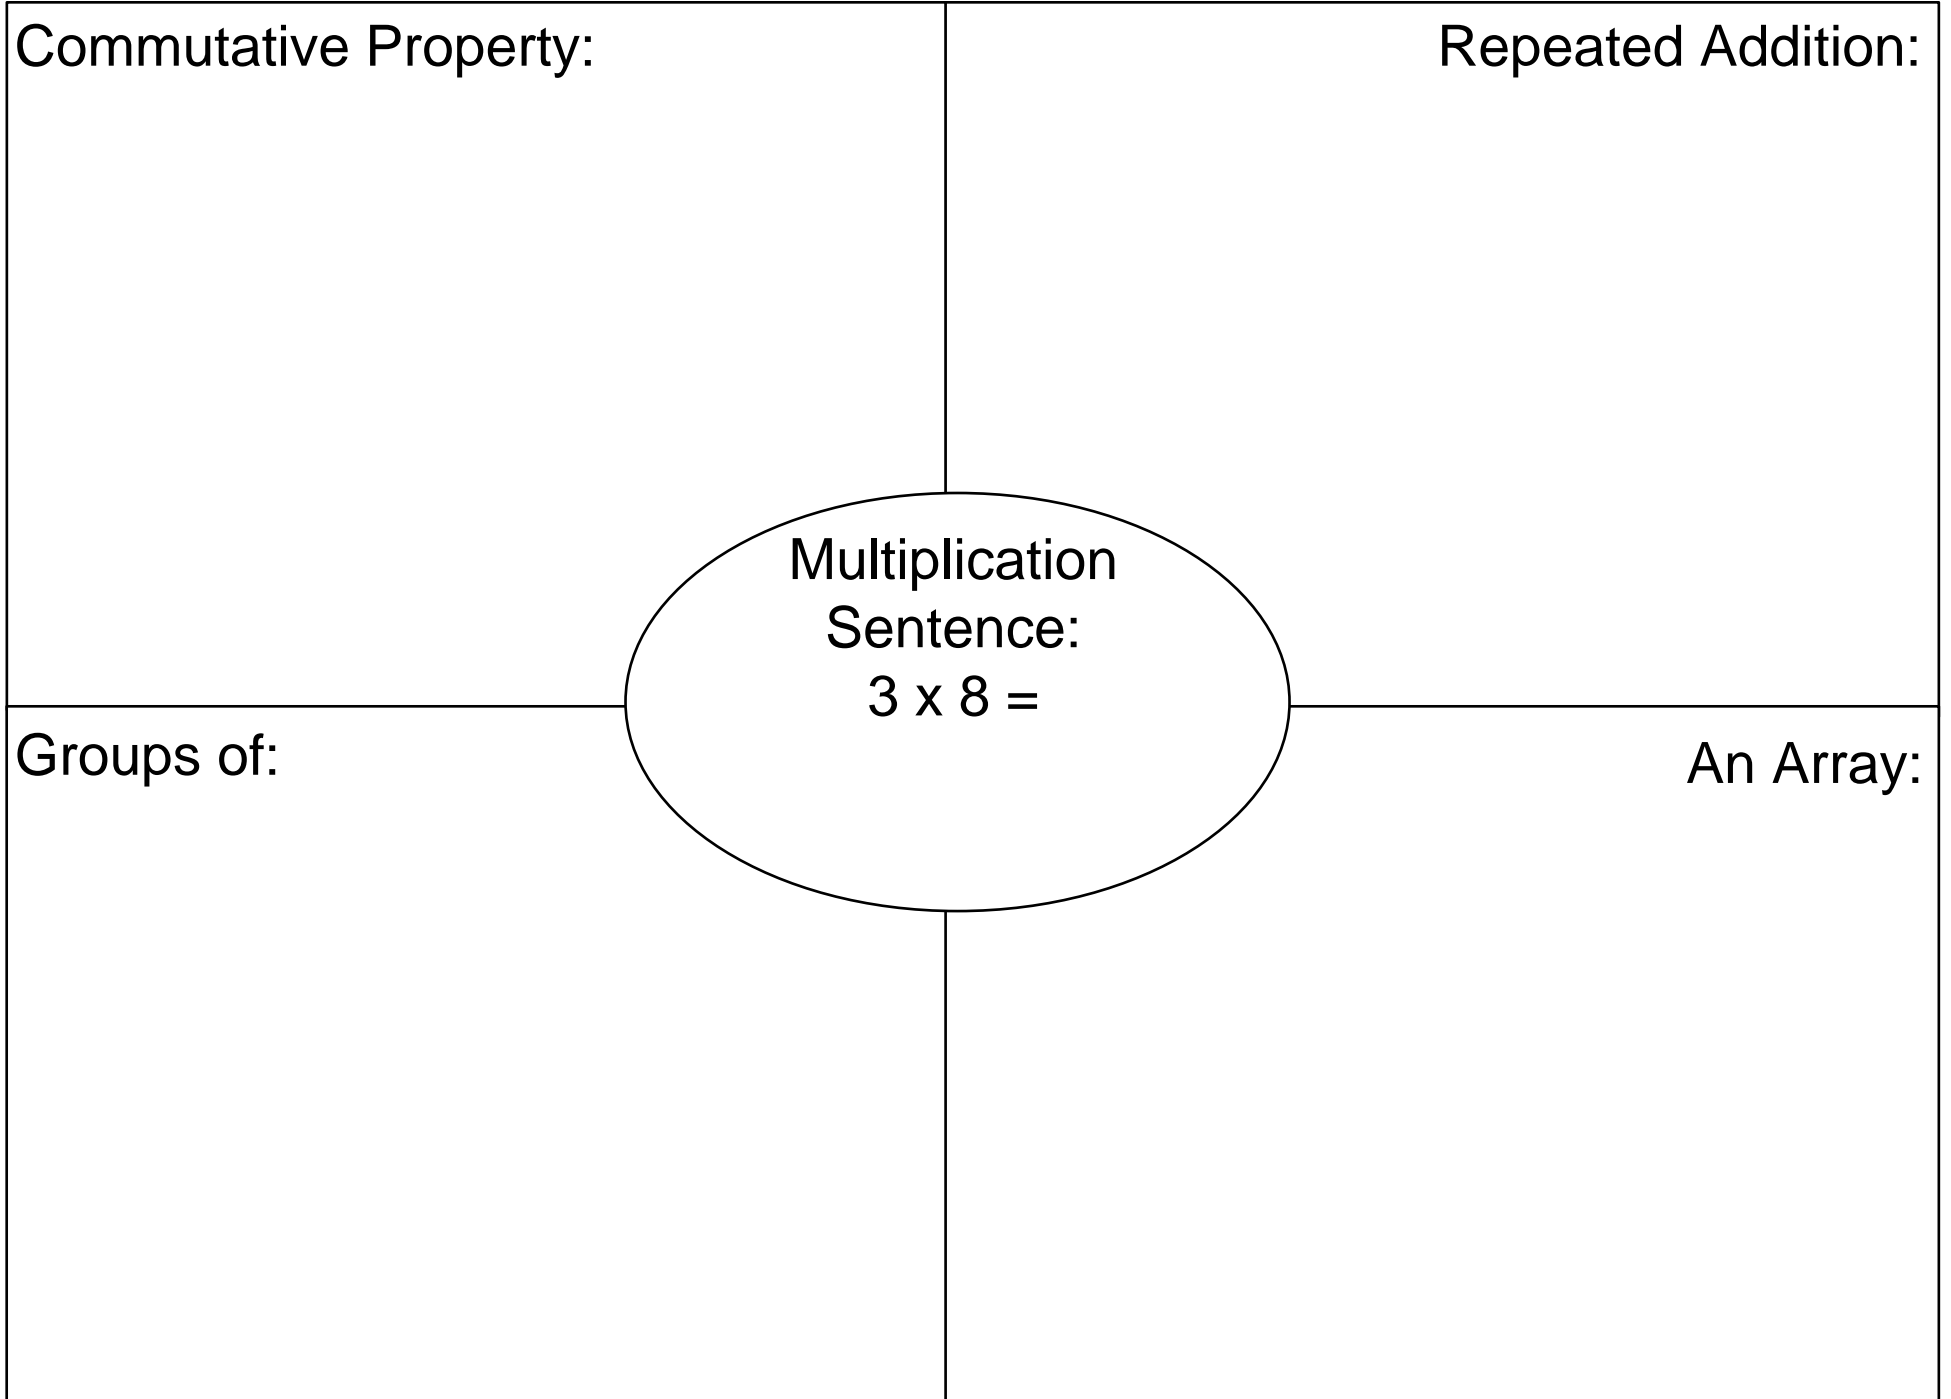 Commutative Property:
Repeated Addition:
Multiplication
Sentence:
3 x 8 =
Groups of:
An Array: